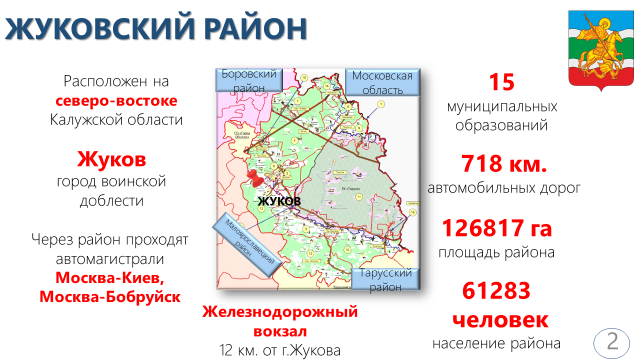 ЖУКОВСКИЙ РАЙОН
Расположен на
северо-востоке
Калужской области
Жуков
город воинской
доблести
Через район проходят
автомагистрали
Москва-Киев,
Москва-Бобруйск
Боровский
район
Московская
область
ЖУКОВ
Малоярославецкий
район
Тарусский
район
Железнодорожный
вокзал
12 км. от г.Жукова
15
муниципальных
образований
718 км.
автомобильных дорог
126817 га
площадь района
61283
человек
население района
2